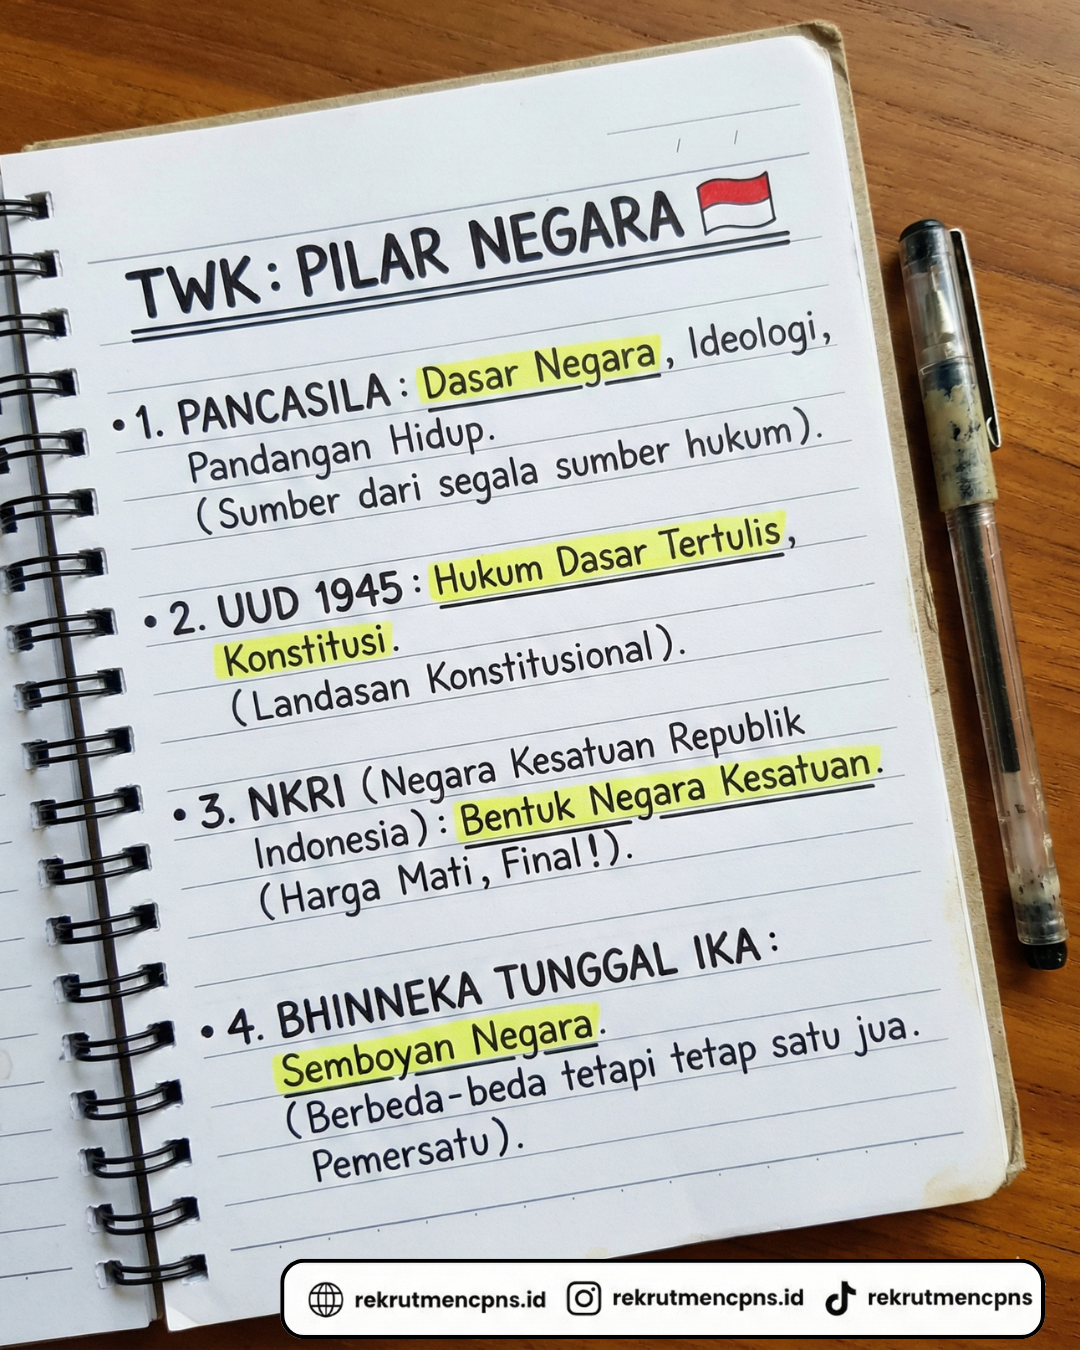 TWK: PILAR NEGARA
• 1. PANCASILA: Dasar Negara, Ideologi,
Pandangan Hidup.
(Sumber dari segala sumber hukum).
• 2. UUD 1945: Hukum Dasar Tertulis,
Konstitusi.
(Landasan Konstitusional).
• 3. NKRI (Negara Kesatuan Republik
Indonesia): Bentuk Negara Kesatuan.
(Harga Mati, Final!).
• 4. BHINNEKA TUNGGAL IKA:
Semboyan Negara.
(Berbeda-beda tetapi tetap satu jua.
Pemersatu).
rekrutmencpns.id rekrutmencpns.id rekrutmencpns